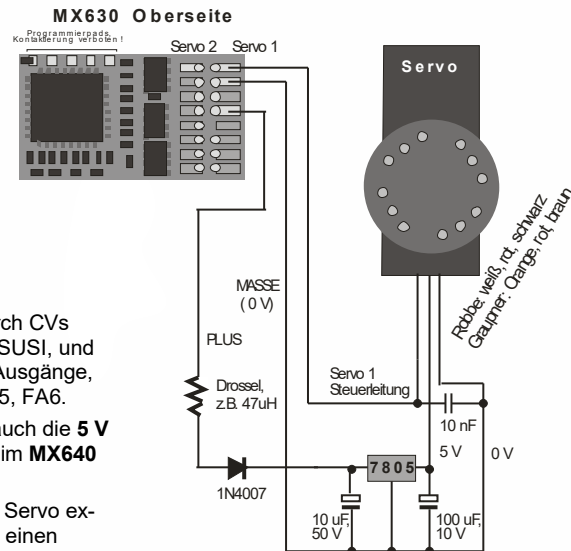 MX630 Oberseite
Programmierpads,
Kontaktierung verboten !
Servo 2 Servo 1
Servo
Robbe: weiß, rot, schwarz
Graupner: Orange, rot, braun
MASSE
( 0 V)
PLUS
rch CVs
SUSI, und
Ausgänge,
5, FA6.
auch die 5 V
im MX640
Servo ex-
einen
Drossel,
z.B. 47uH
Servo 1
Steuerleitung
10 nF
5 V
0 V
7805
1N4007
10 uF,
50 V
100 uF,
10 V